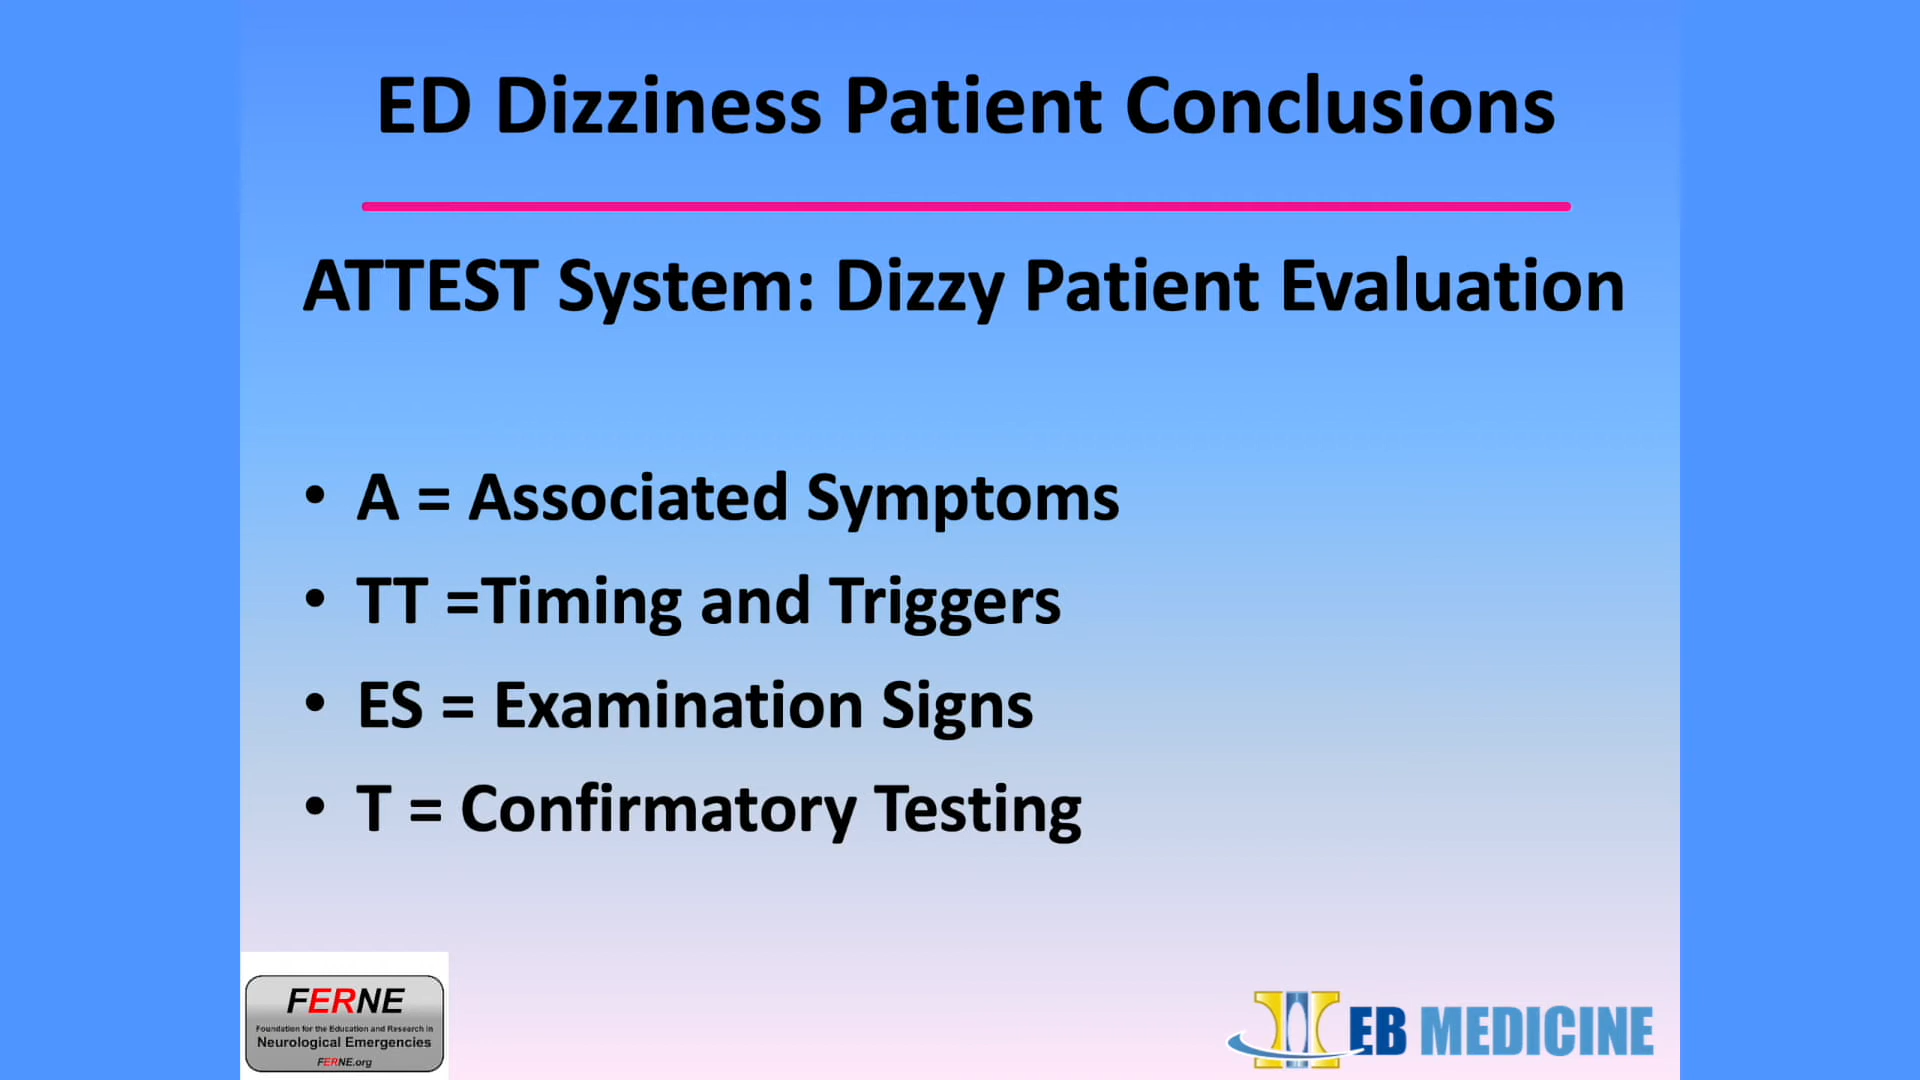 ED Dizziness Patient Conclusions
ATTEST System: Dizzy Patient Evaluation
• A = Associated Symptoms
• TT =Timing and Triggers
• ES = Examination Signs
• T = Confirmatory Testing
FERNE
Foundation for the Education and Research in
Neurological Emergencies
FERNE.org
EB MEDICINE